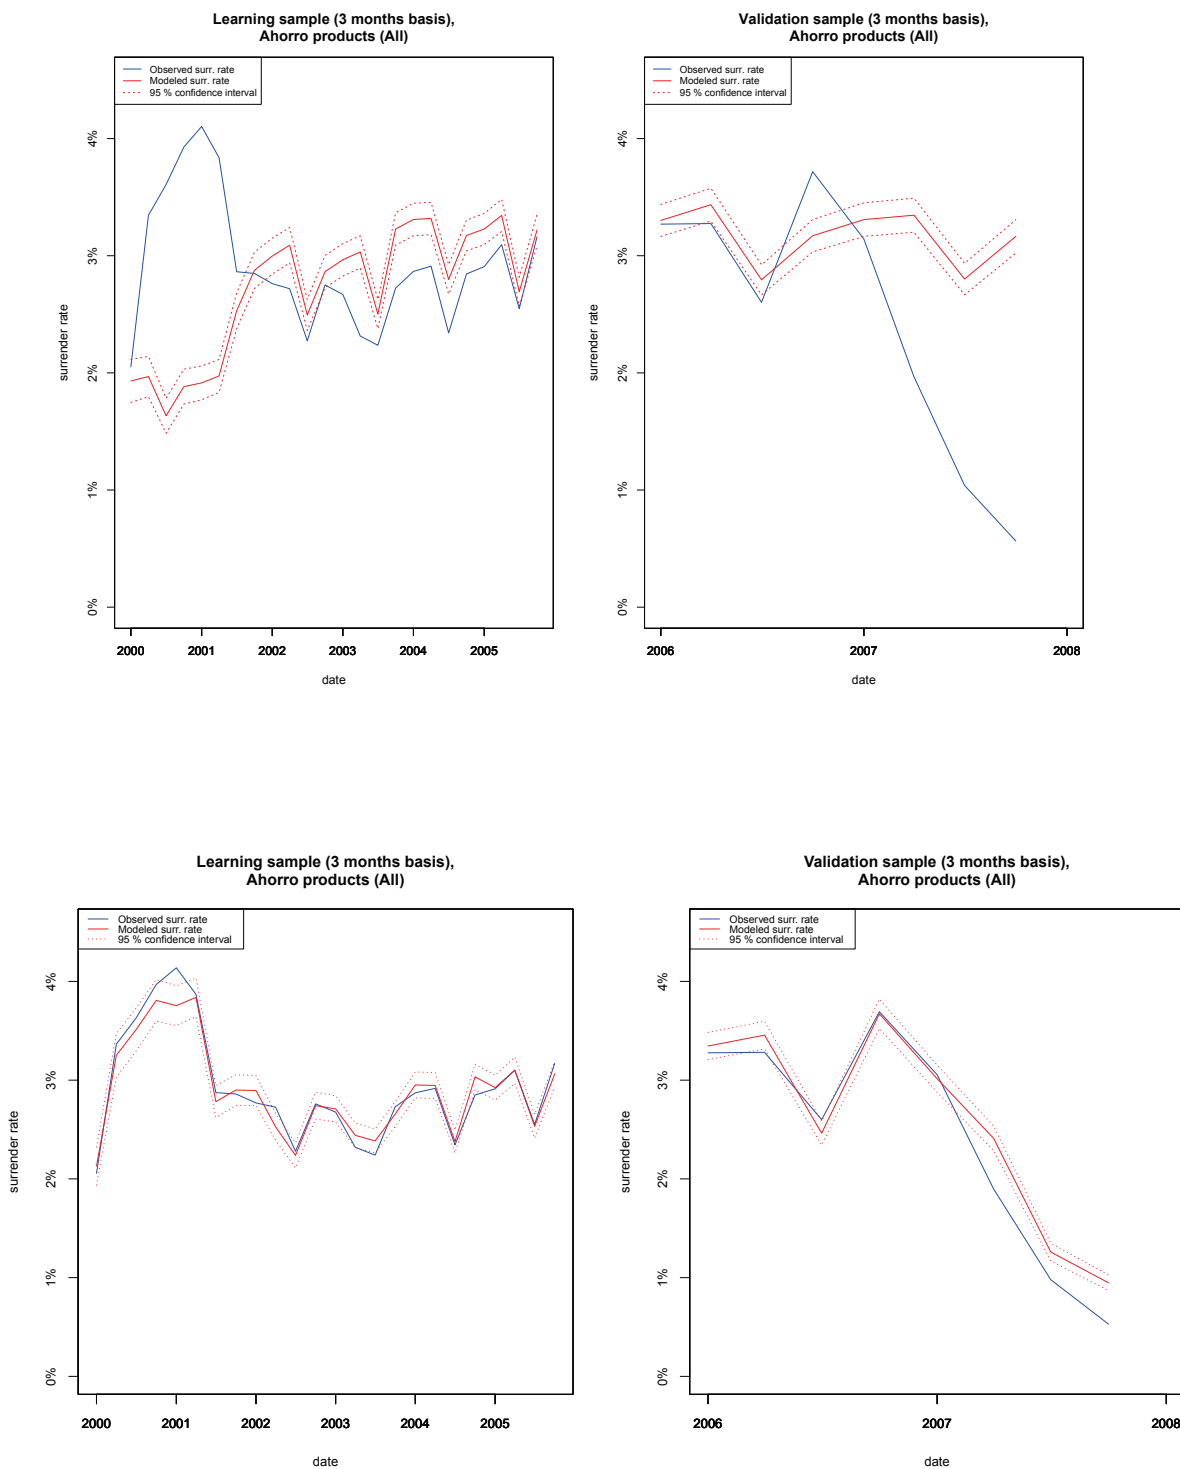 Learning sample (3 months basis),
Ahorro products (All)
Observed surr. rate
Modeled surr. rate
95 % confidence interval
surrender rate
4%
3%
2%
1%
0%
2000 2001 2002 2003 2004 2005
date
Validation sample (3 months basis),
Ahorro products (All)
Observed surr. rate
Modeled surr. rate
95 % confidence interval
surrender rate
4%
3%
2%
1%
0%
2006 2007 2008
date
Learning sample (3 months basis),
Ahorro products (All)
Observed surr. rate
Modeled surr. rate
95 % confidence interval
surrender rate
4%
3%
2%
1%
0%
2000 2001 2002 2003 2004 2005
date
Validation sample (3 months basis),
Ahorro products (All)
Observed surr. rate
Modeled surr. rate
95 % confidence interval
surrender rate
4%
3%
2%
1%
0%
2006 2007 2008
date